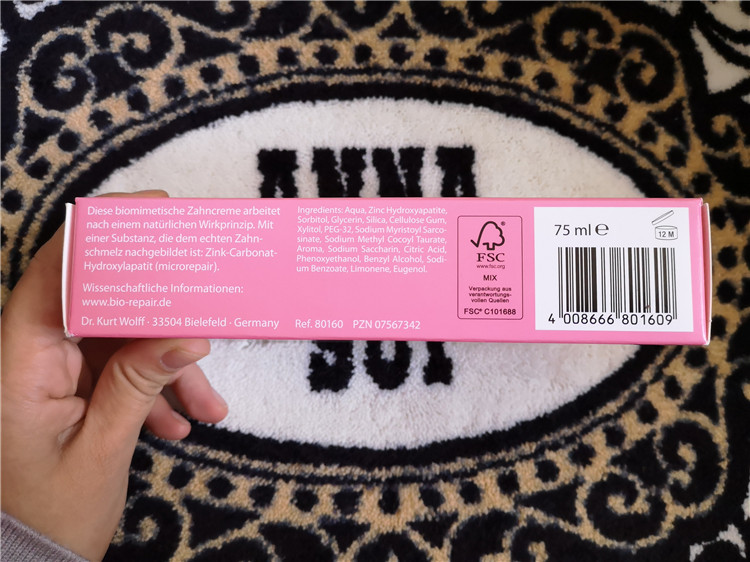 ANNA
SUI
Diese biomimetische Zahncreme arbeitet
nach einem natürlichen Wirkprinzip. Mit
einer Substanz, die dem echten Zahn-
schmelz nachgebildet ist: Zink-Carbonat-
Hydroxylapatit (microrepair).
Wissenschaftliche Informationen:
www.bio-repair.de
Dr. Kurt Wolff · 33504 Bielefeld · Germany
Ref. 80160 PZN 07567342
Ingredients: Aqua, Zinc Hydroxyapatite,
Sorbitol, Glycerin, Silica, Cellulose Gum,
Xylitol, PEG-32, Sodium Myristoyl Sarco-
sinate, Sodium Methyl Cocoyl Taurate,
Aroma, Sodium Saccharin, Citric Acid,
Phenoxyethanol, Benzyl Alcohol, Sodi-
um Benzoate, Limonene, Eugenol.
FSC
www.fsc.org
MIX
Verpackung aus
verantwortungs-
vollen Quellen
FSC® C101688
75 ml e
12 M
4 008666 801609